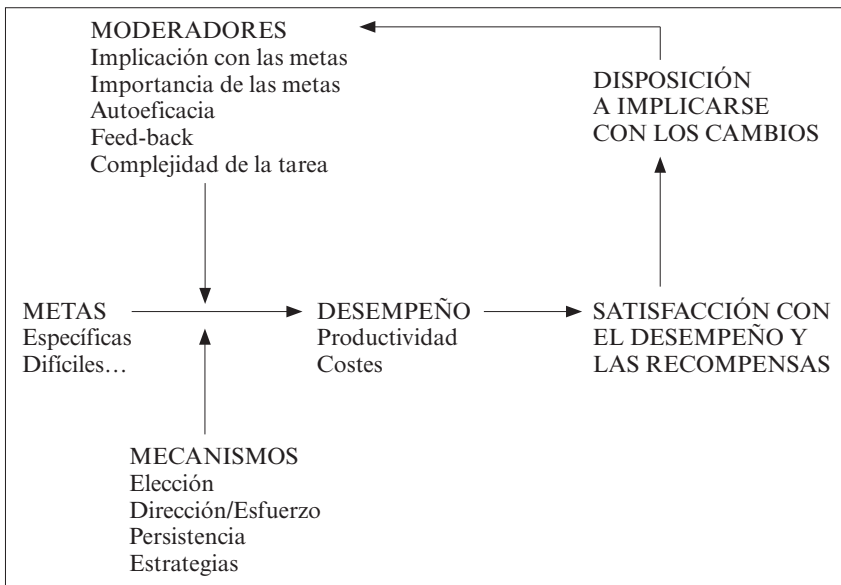 MODERADORES
Implicación con las metas
Importancia de las metas
Autoeficacia
Feed-back
Complejidad de la tarea
DISPOSICIÓN
A IMPLICARSE
CON LOS CAMBIOS
METAS
Específicas
Difíciles…
DESEMPEÑO
Productividad
Costes
SATISFACCIÓN CON
EL DESEMPEÑO Y
LAS RECOMPENSAS
MECANISMOS
Elección
Dirección/Esfuerzo
Persistencia
Estrategias